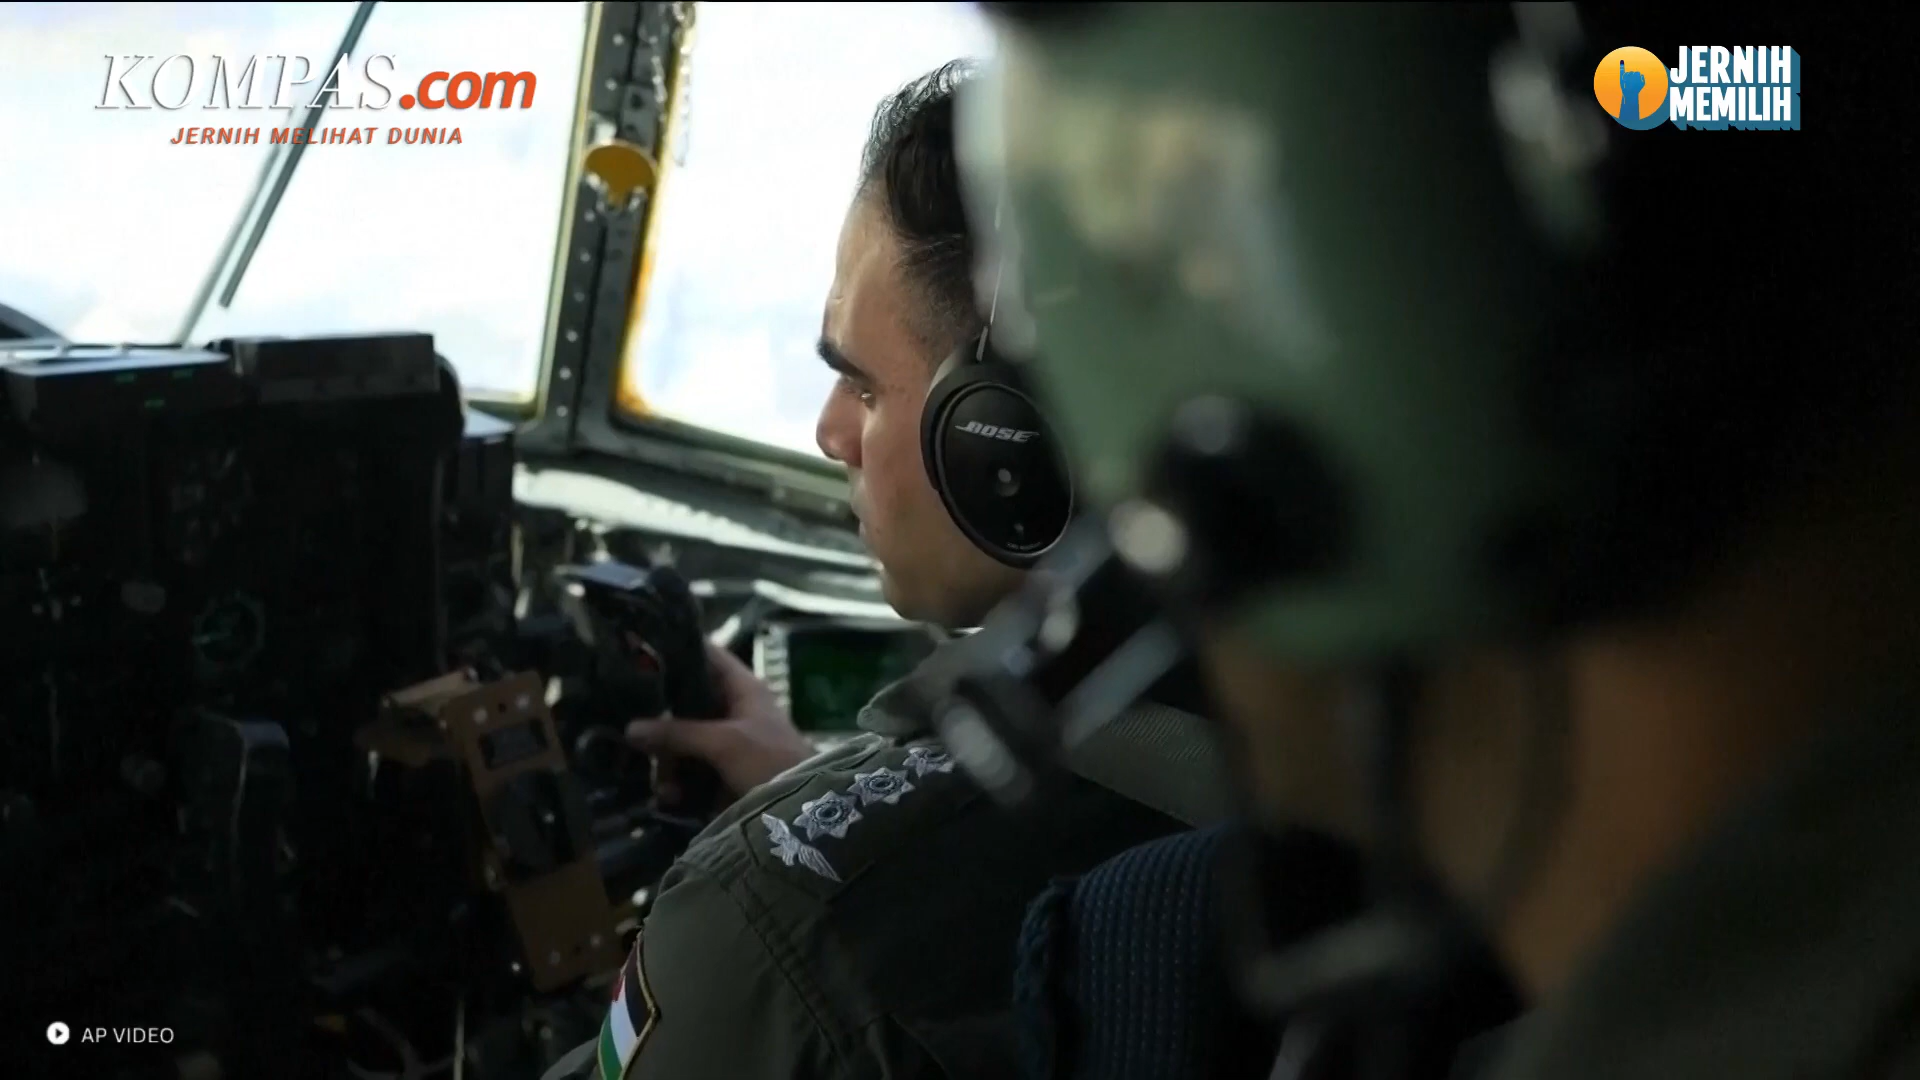 KOMPAS.com
JERNIH MELIHAT DUNIA
JERNIH
MEMILIH
BOSE
AP VIDEO